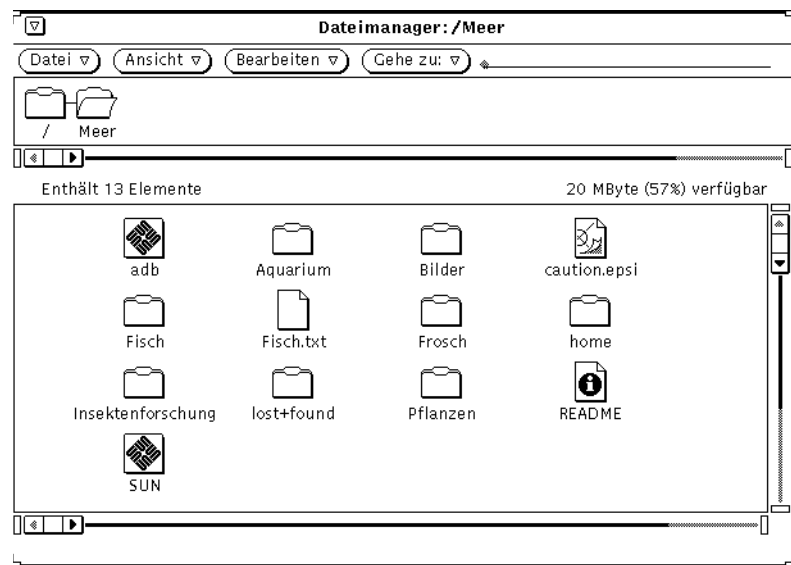 Dateimanager:/Meer
Datei Ansicht Bearbeiten Gehe zu:
/ Meer
Enthält 13 Elemente 20 MByte (57%) verfügbar
adb Aquarium Bilder caution.epsi
Fisch Fisch.txt Frosch home
Insektenforschung lost+found Pflanzen README
SUN